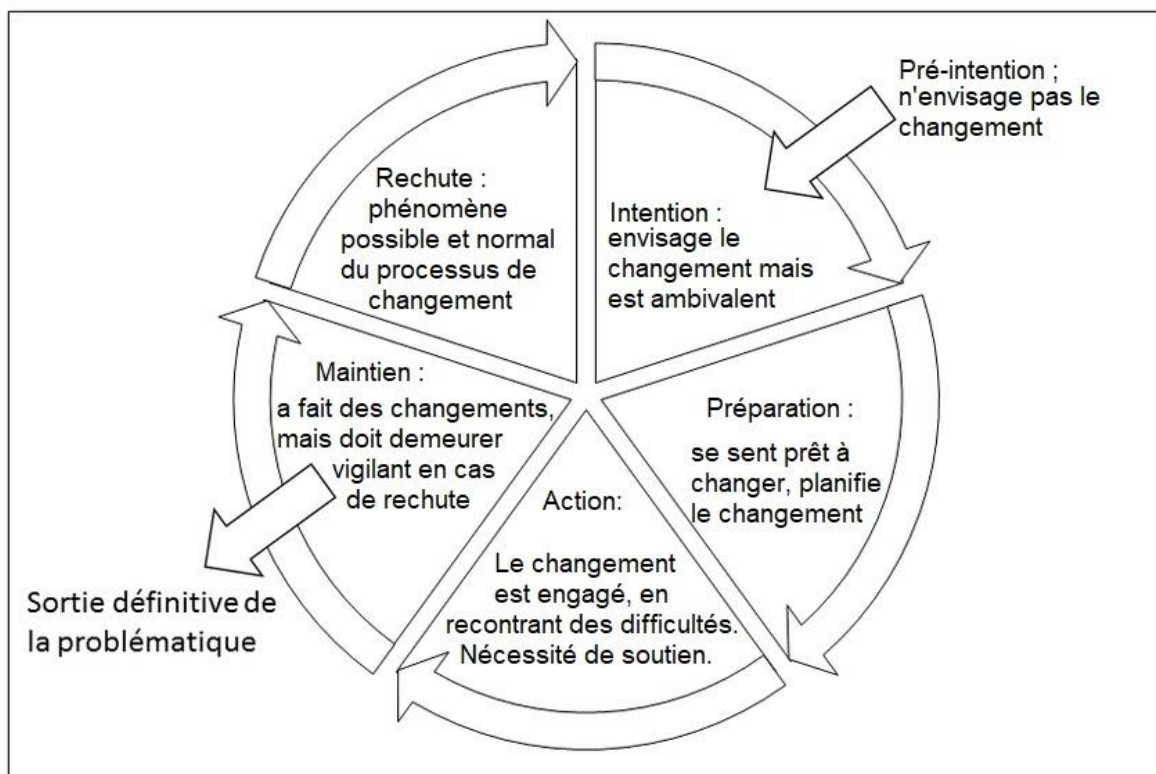 Pré-intention ;
n'envisage pas le
changement
Intention :
envisage le
changement mais
est ambivalent
Préparation :
se sent prêt à
changer, planifie
le changement
Action:
Le changement
est engagé, en
recontrant des difficultés.
Nécessité de soutien.
Maintien :
a fait des changements,
mais doit demeurer
vigilant en cas
de rechute
Sortie définitive de
la problématique
Rechute :
phénomène
possible et normal
du processus de
changement